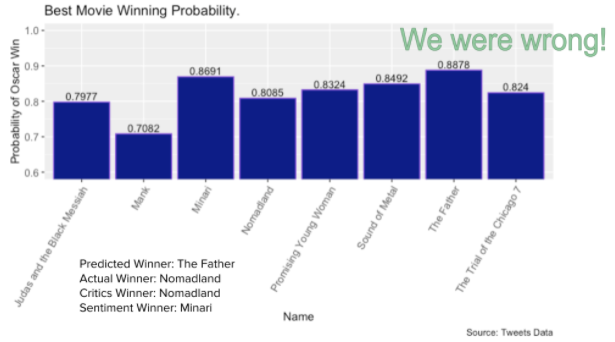 Best Movie Winning Probability.
We were wrong!
Probability of Oscar Win
1.0
0.9
0.8
0.7
0.6
0.7977
0.7082
0.8691
0.8085
0.8324
0.8492
0.8878
0.824
Judas and the Black Messiah
Mank
Minari
Nomadland
Promising Young Woman
Sound of Metal
The Father
The Trial of the Chicago 7
Predicted Winner: The Father
Actual Winner: Nomadland
Critics Winner: Nomadland
Sentiment Winner: Minari
Name
Source: Tweets Data